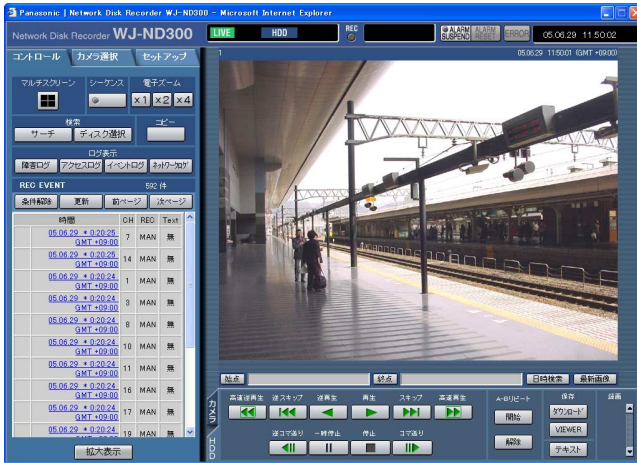 Panasonic | Network Disk Recorder WJ-ND300 - Microsoft Internet Explorer
Network Disk Recorder WJ-ND300
LIVE HDD REC ALARM SUSPEND ALARM RESET ERROR 05.06.29 11:50:02
コントロール カメラ選択 セットアップ
1 05.06.29 11:50:01 (GMT +09:00)
マルチスクリーン シーケンス 電子ズーム
x1 x2 x4
検索 コピー
サーチ ディスク選択
ログ表示
障害ログ アクセスログ イベントログ ネットワークログ
REC EVENT 592 件
条件解除 更新 前ページ 次ページ
時間 CH REC Text
05.06.29 * 0:20:25 GMT +09:00 7 MAN 無
05.06.29 * 0:20:25 GMT +09:00 14 MAN 無
05.06.29 * 0:20:24 GMT +09:00 1 MAN 無
05.06.29 * 0:20:24 GMT +09:00 3 MAN 無
05.06.29 * 0:20:24 GMT +09:00 8 MAN 無
05.06.29 * 0:20:24 GMT +09:00 10 MAN 無
05.06.29 * 0:20:24 GMT +09:00 11 MAN 無
05.06.29 * 0:20:24 GMT +09:00 16 MAN 無
05.06.29 * 0:20:24 GMT +09:00 17 MAN 無
05.06.29 * 0:20:24 19 MAN 無
拡大表示
始点 終点 日時検索 最新画像
カメラ
HDD
高速逆再生 逆スキップ 逆再生 再生 スキップ 高速再生
逆コマ送り 一時停止 停止 コマ送り
A-Bリピート
開始
解除
保存
ダウンロード
VIEWER
テキスト
録画